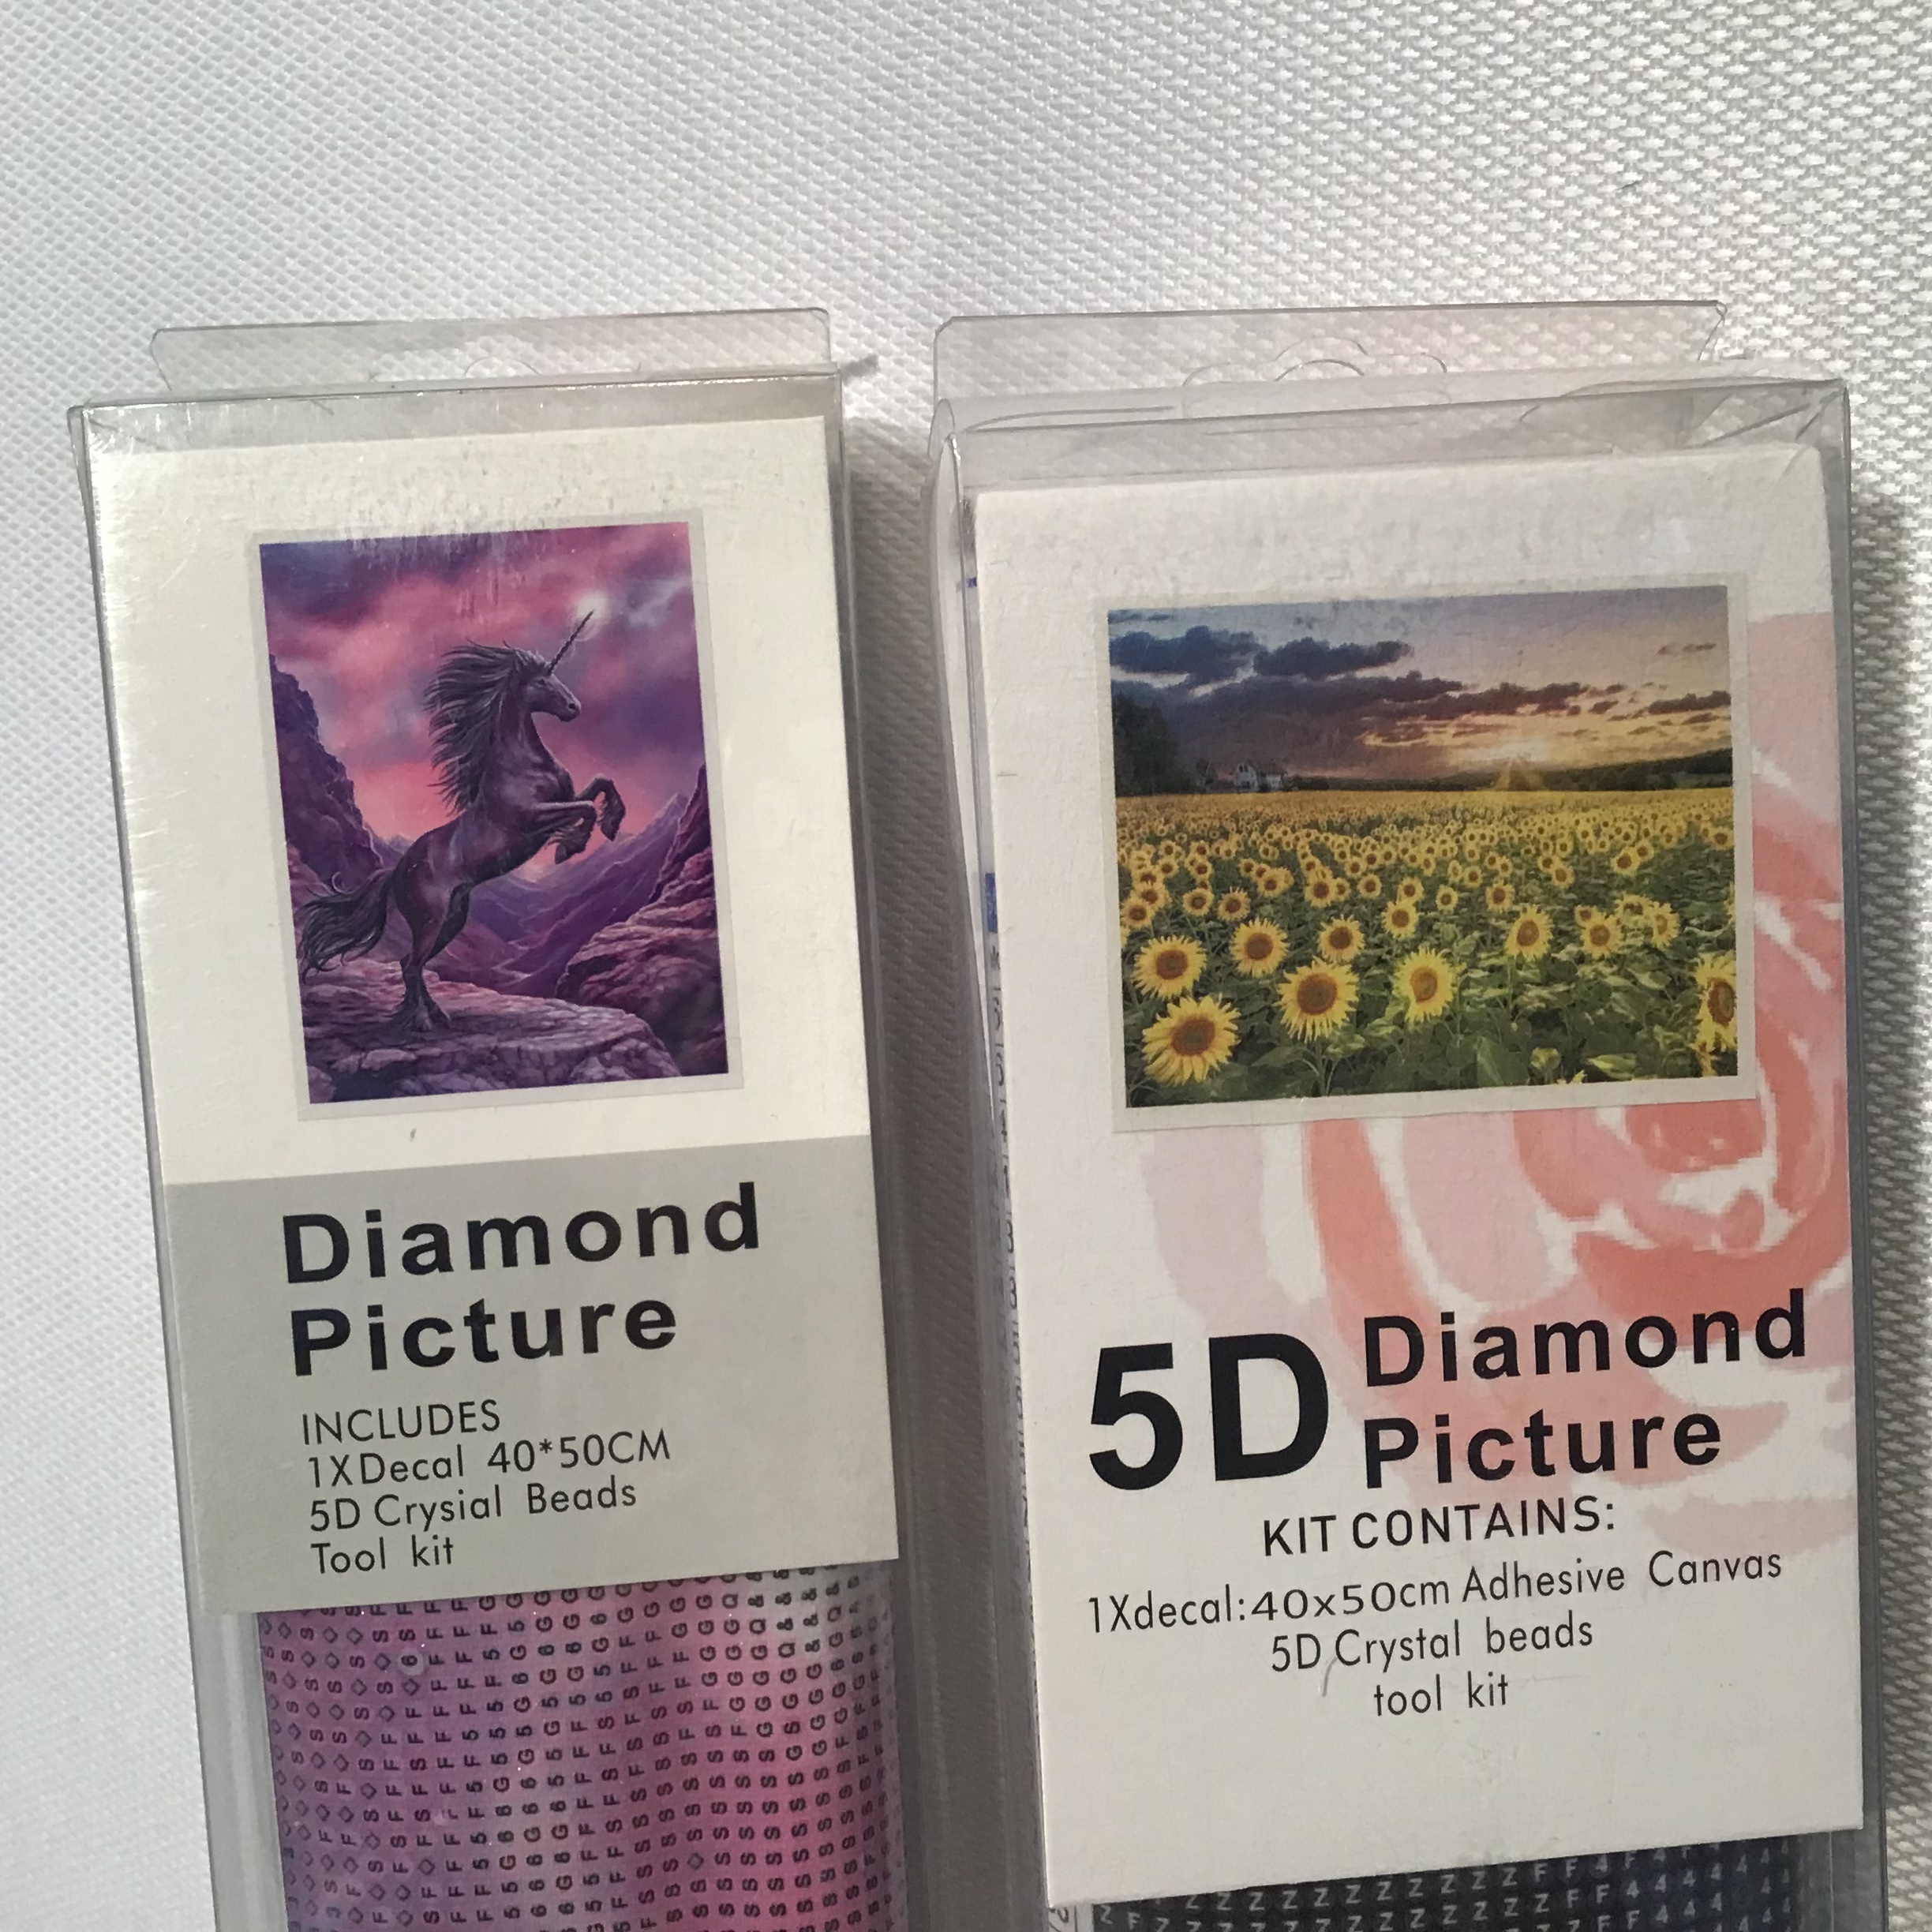 Diamond
Picture
INCLUDES
1XDecal 40*50CM
5D Crysial Beads
Tool kit
5D Diamond
Picture
KIT CONTAINS:
1Xdecal:40x50cm Adhesive Canvas
5D Crystal beads
tool kit